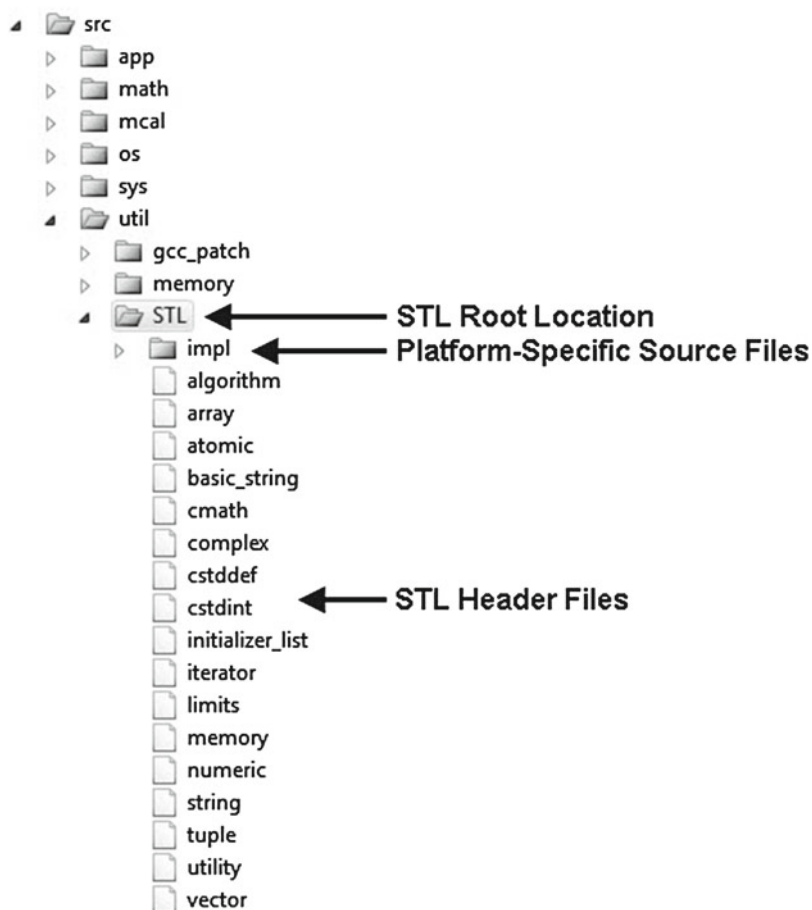 src
app
math
mcal
os
sys
util
gcc_patch
memory
STL
STL Root Location
impl
Platform-Specific Source Files
algorithm
array
atomic
basic_string
cmath
complex
cstddef
cstdint
STL Header Files
initializer_list
iterator
limits
memory
numeric
string
tuple
utility
vector